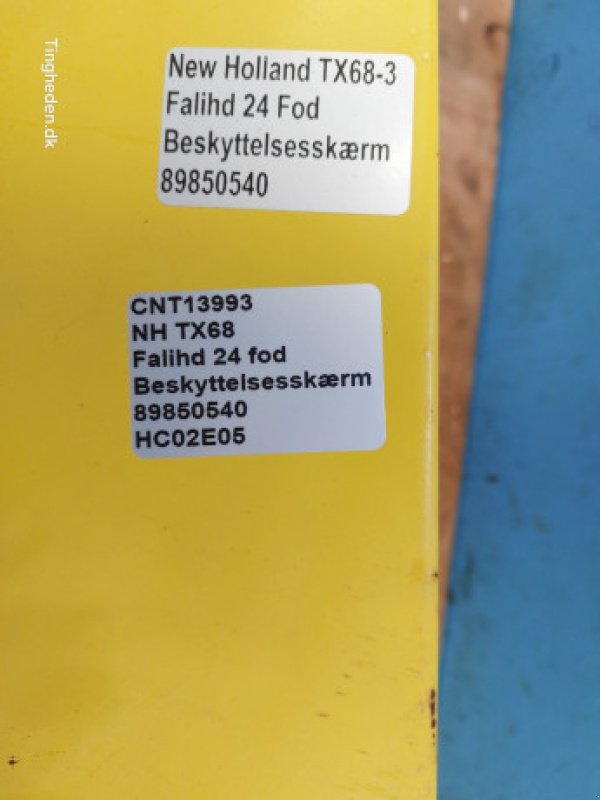 Tingheden.dk
New Holland TX68-3
Falihd 24 Fod
Beskyttelsesskærm
89850540
CNT13993
NH TX68
Falihd 24 fod
Beskyttelsesskærm
89850540
HC02E05